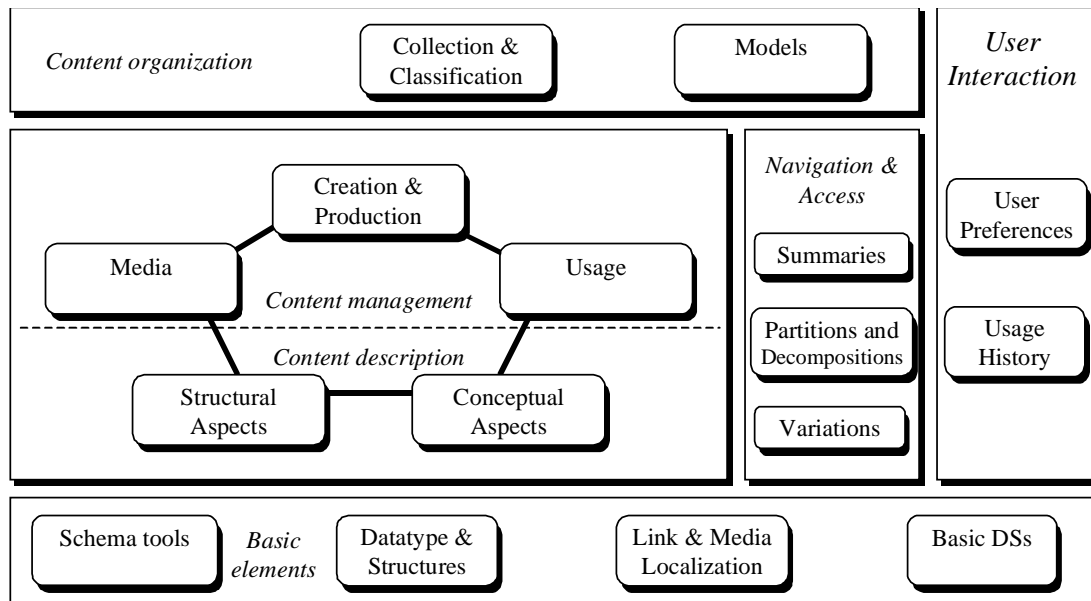 Content organization
Collection &
Classification
Models
User
Interaction
Creation &
Production
Media
Usage
Content management
Content description
Structural
Aspects
Conceptual
Aspects
Navigation &
Access
Summaries
Partitions and
Decompositions
Variations
User
Preferences
Usage
History
Schema tools
Basic
elements
Datatype &
Structures
Link & Media
Localization
Basic DSs